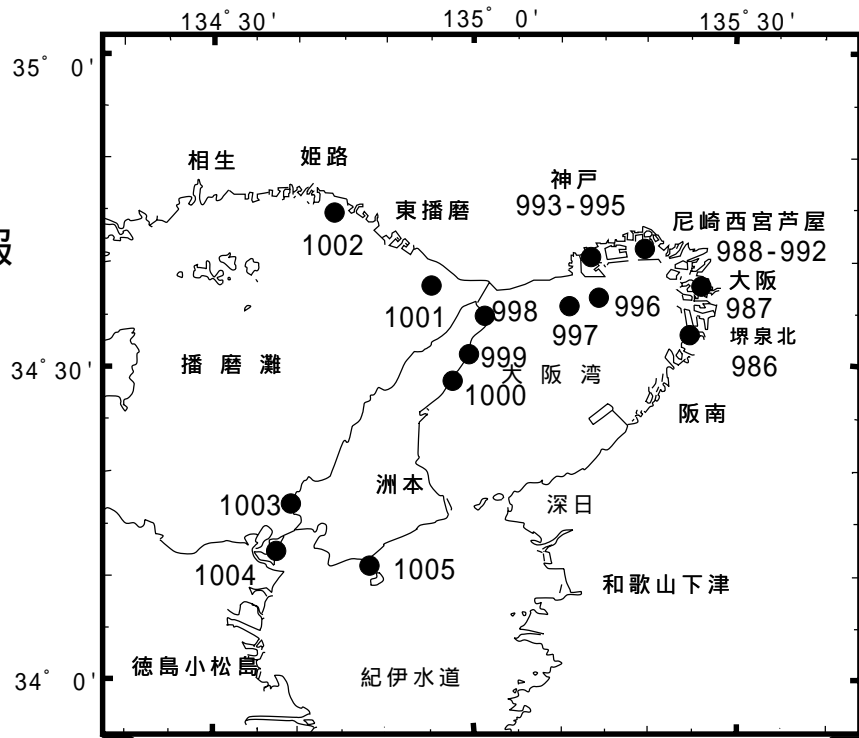 134° 30'
135° 0'
135° 30'
35° 0'
相生
姫路
神戸
993-995
東播磨
尼崎西宮芦屋
988-992
報
1002
大阪
987
1001
998
997
996
堺泉北
986
999
播磨灘
34° 30'
大阪湾
1000
阪南
洲本
1003
深日
1004
1005
和歌山下津
徳島小松島
紀伊水道
34° 0'